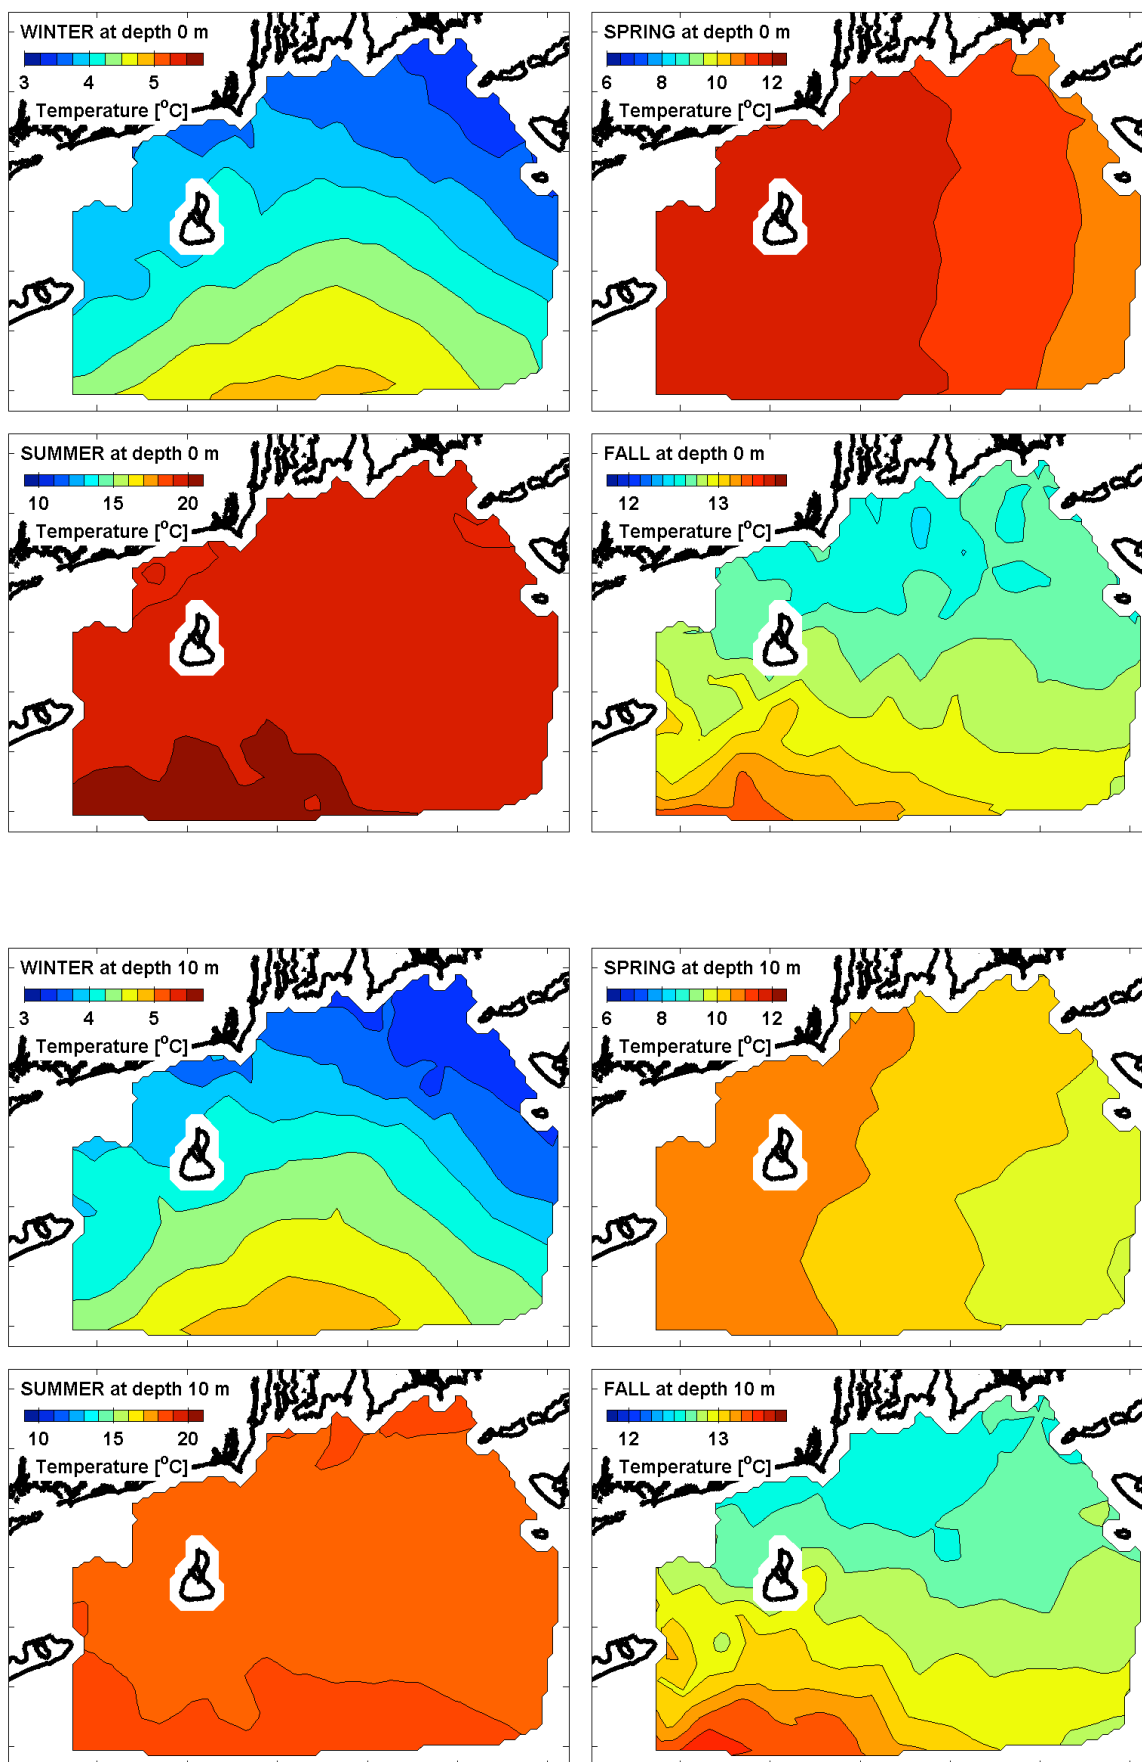 WINTER at depth 0 m
3 4 5
Temperature [°C]
SPRING at depth 0 m
6 8 10 12
Temperature [°C]
SUMMER at depth 0 m
10 15 20
Temperature [°C]
FALL at depth 0 m
12 13
Temperature [°C]
WINTER at depth 10 m
3 4 5
Temperature [°C]
SPRING at depth 10 m
6 8 10 12
Temperature [°C]
SUMMER at depth 10 m
10 15 20
Temperature [°C]
FALL at depth 10 m
12 13
Temperature [°C]